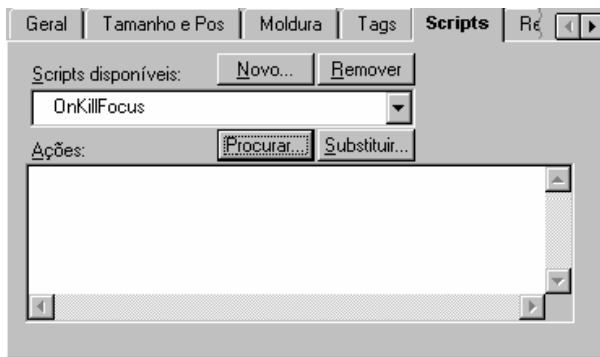 Geral Tamanho e Pos Moldura Tags Scripts
Scripts disponíveis: Novo... Remover
OnKillFocus
Ações: Procurar... Substituir...